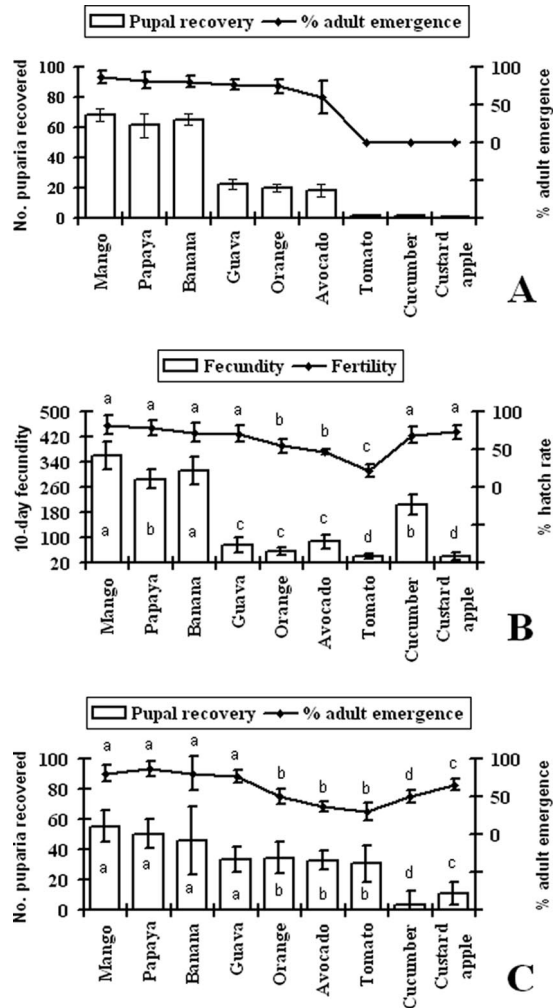 Pupal recovery % adult emergence
No. puparia recovered
100
80
60
40
20
0
100
50
0
% adult emergence
Mango Papaya Banana Guava Orange Avocado Tomato Cucumber Custard apple
A
Fecundity Fertility
10-day fecundity
500
420
340
260
180
100
20
a a a a b b c a a
a b a c c c d b d
100
50
0
% hatch rate
Mango Papaya Banana Guava Orange Avocado Tomato Cucumber Custard apple
B
Pupal recovery % adult emergence
No. puparia recovered
100
80
60
40
20
0
a a a a b b b d c
a a a a b b b d c
100
50
0
% adult emergence
Mango Papaya Banana Guava Orange Avocado Tomato Cucumber Custard apple
C